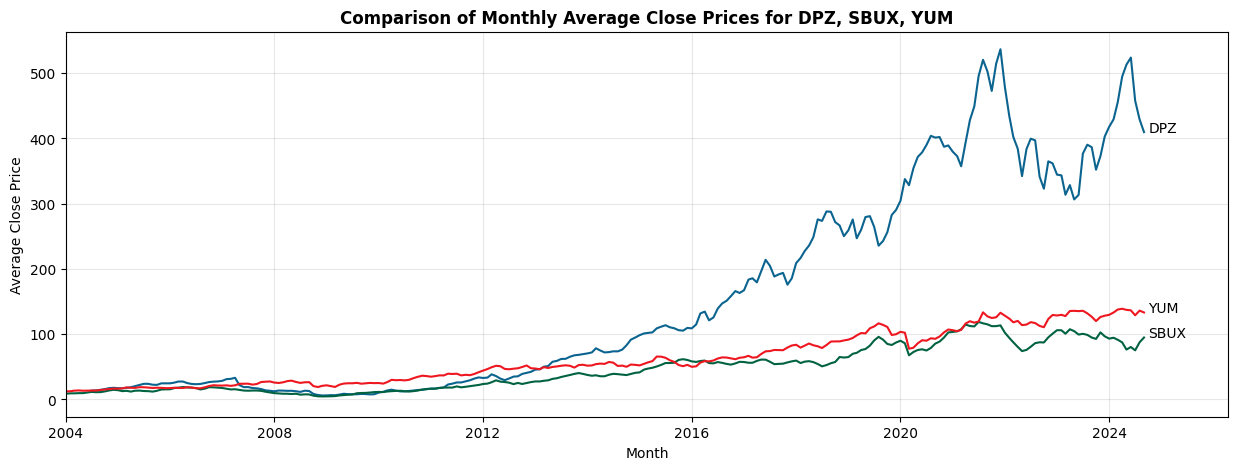 Comparison of Monthly Average Close Prices for DPZ, SBUX, YUM
Average Close Price
500
400
300
200
100
0
DPZ
YUM
SBUX
2004
2008
2012
2016
2020
2024
Month